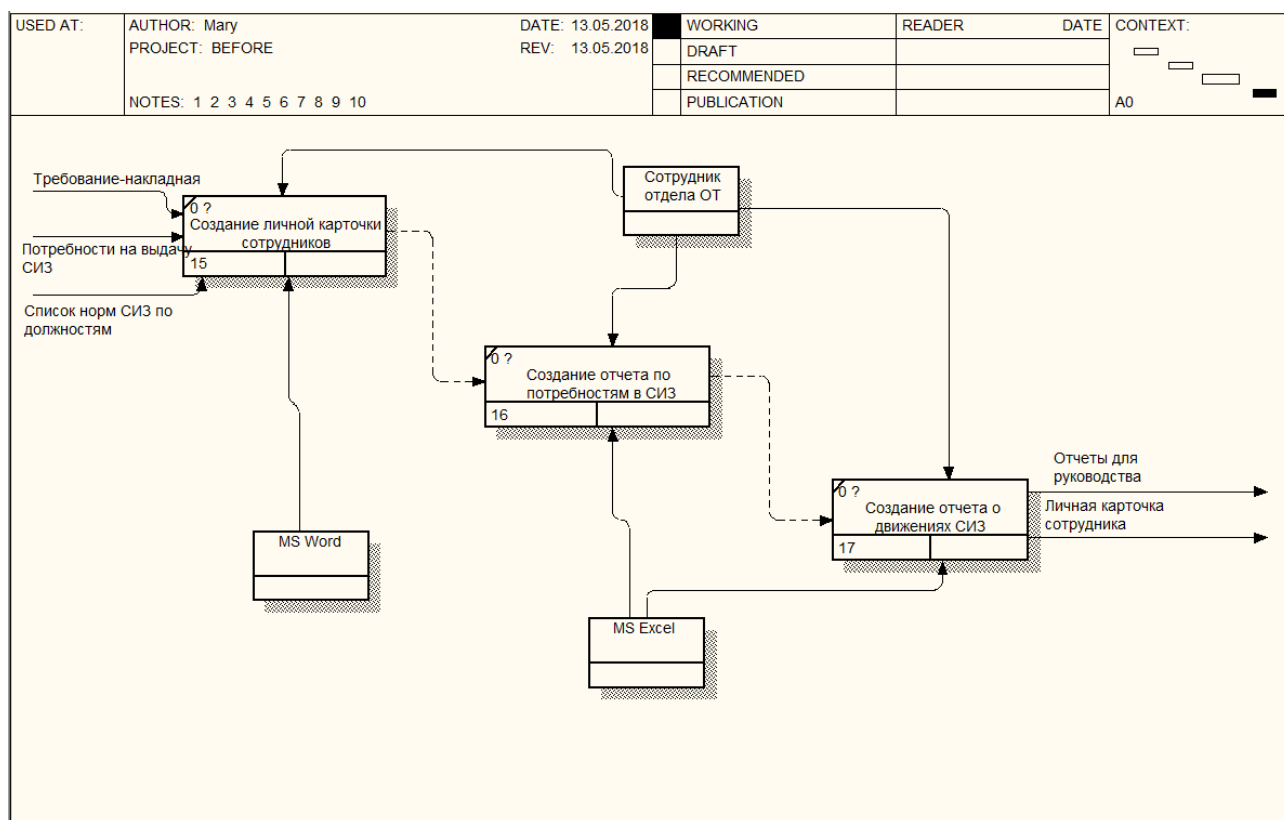 USED AT:
AUTHOR: Mary
DATE: 13.05.2018
PROJECT: BEFORE
REV: 13.05.2018
NOTES: 1 2 3 4 5 6 7 8 9 10
WORKING
DRAFT
RECOMMENDED
PUBLICATION
READER DATE
CONTEXT:
A0
Требование-накладная
Потребности на выдачу
СИЗ
Список норм СИЗ по
должностям
0 ?
Создание личной карточки
сотрудников
15
Сотрудник
отдела ОТ
0 ?
Создание отчета по
потребностям в СИЗ
16
0 ?
Создание отчета о
движениях СИЗ
17
Отчеты для
руководства
Личная карточка
сотрудника
MS Word
MS Excel